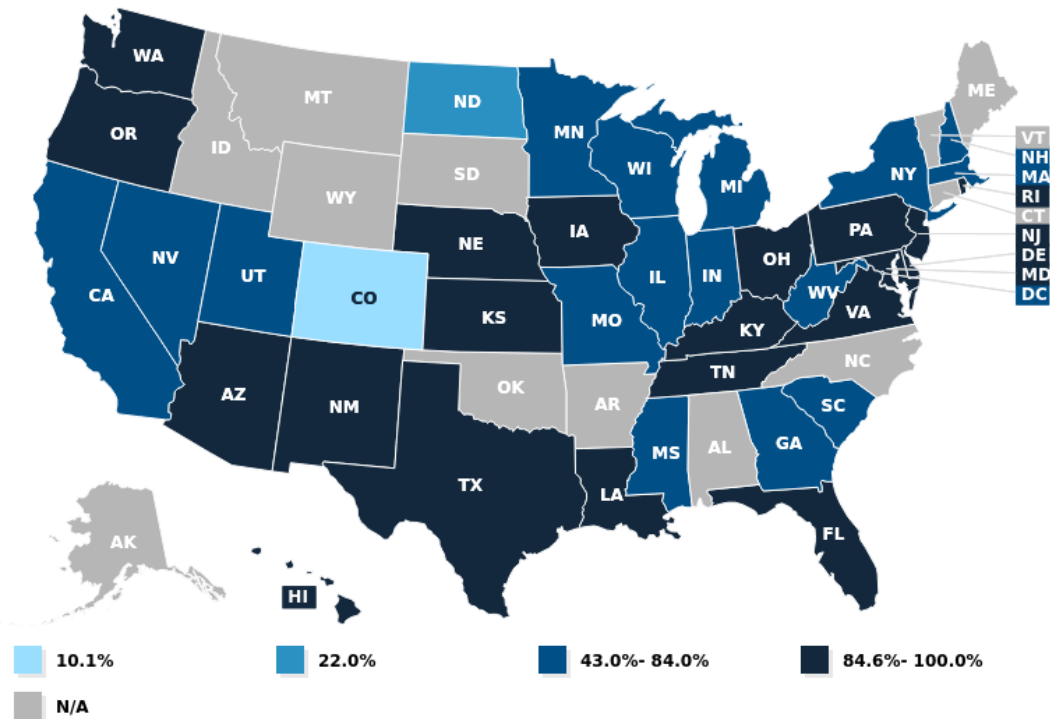 WA
MT
ND
ME
OR
ID
MN
VT
NH
SD
WI
NY
MA
WY
MI
RI
CT
NE
IA
PA
NJ
NV
UT
OH
DE
IL
IN
MD
CA
CO
WV
DC
KS
MO
VA
KY
NC
TN
AZ
NM
OK
AR
SC
MS
AL
GA
TX
LA
FL
AK
HI
10.1%
22.0%
43.0%- 84.0%
84.6%- 100.0%
N/A